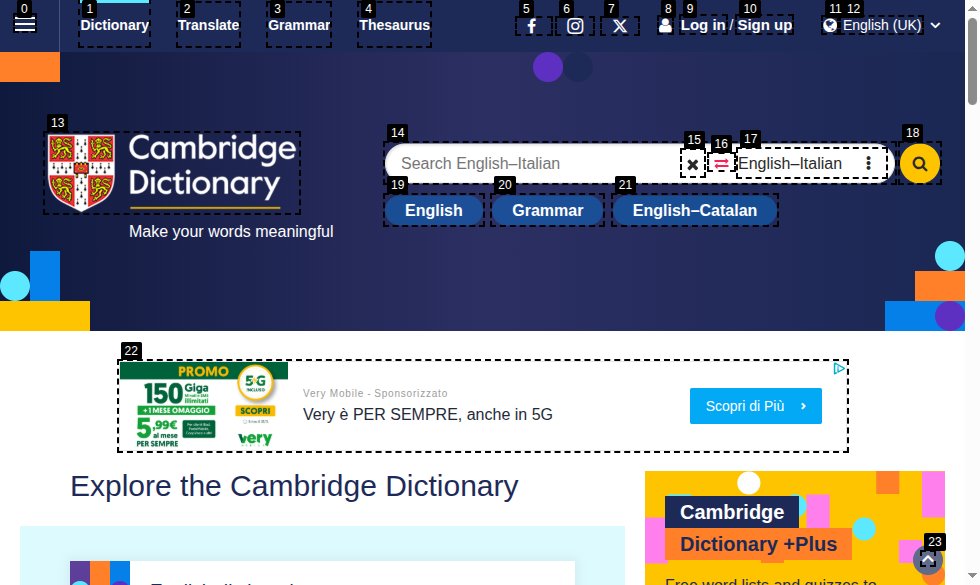 0 1 2 3 4 5 6 7 8 9 10 11 12
Dictionary Translate Grammar Thesaurus Log in / Sign up English (UK)
13
Cambridge
Dictionary
Make your words meaningful
14 15 16 17 18
Search English–Italian English–Italian
19 20 21
English Grammar English–Catalan
22
PROMO
150 Giga
+1 MESE OMAGGIO
5,99€ al mese
PER SEMPRE
5G
SCOPRI
very
Very Mobile - Sponsorizzato
Very è PER SEMPRE, anche in 5G
Scopri di Più
Explore the Cambridge Dictionary
Cambridge
Dictionary +Plus
23
Free word lists and quizzes to